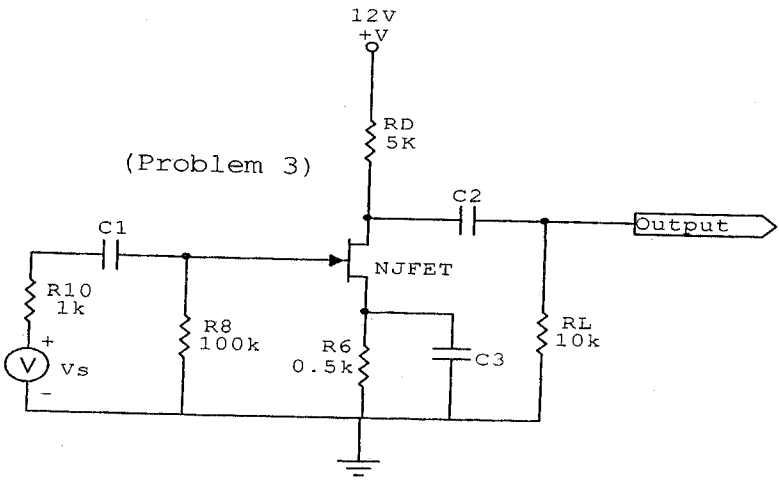 12V
+V
RD
5K
(Problem 3)
C2
C1
Output
NJFET
R10
1k
R8
100k
R6
0.5k
C3
RL
10k
+
V
Vs
-